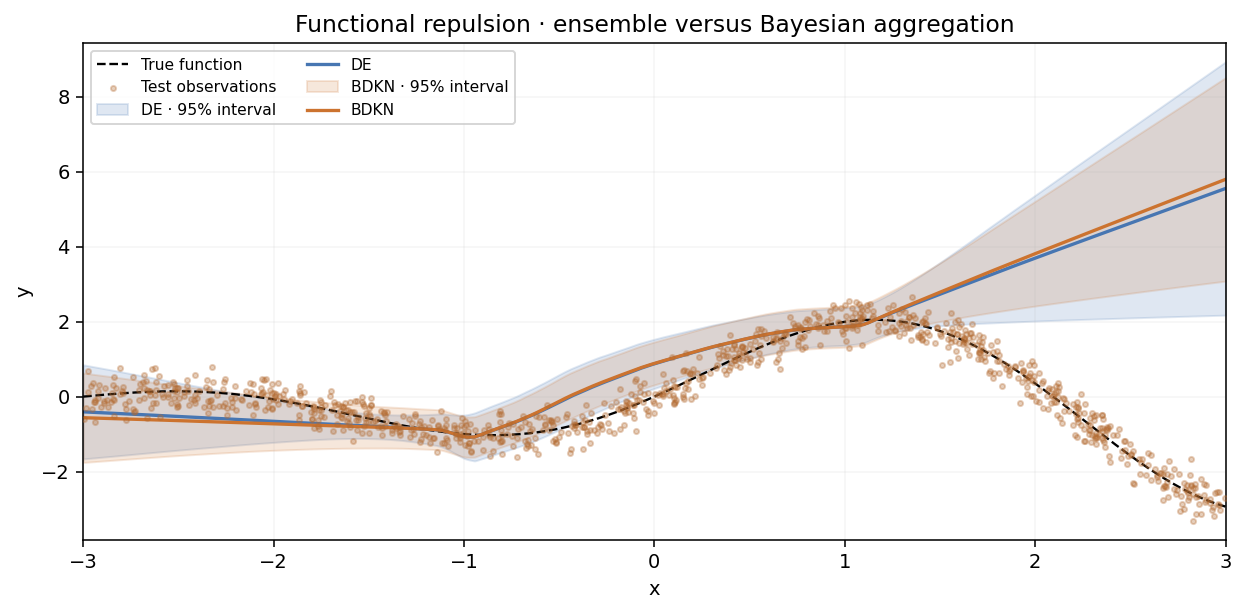 Functional repulsion · ensemble versus Bayesian aggregation
True function
Test observations
DE · 95% interval
DE
BDKN · 95% interval
BDKN
8
6
4
2
0
−2
y
−3
−2
−1
0
1
2
3
x